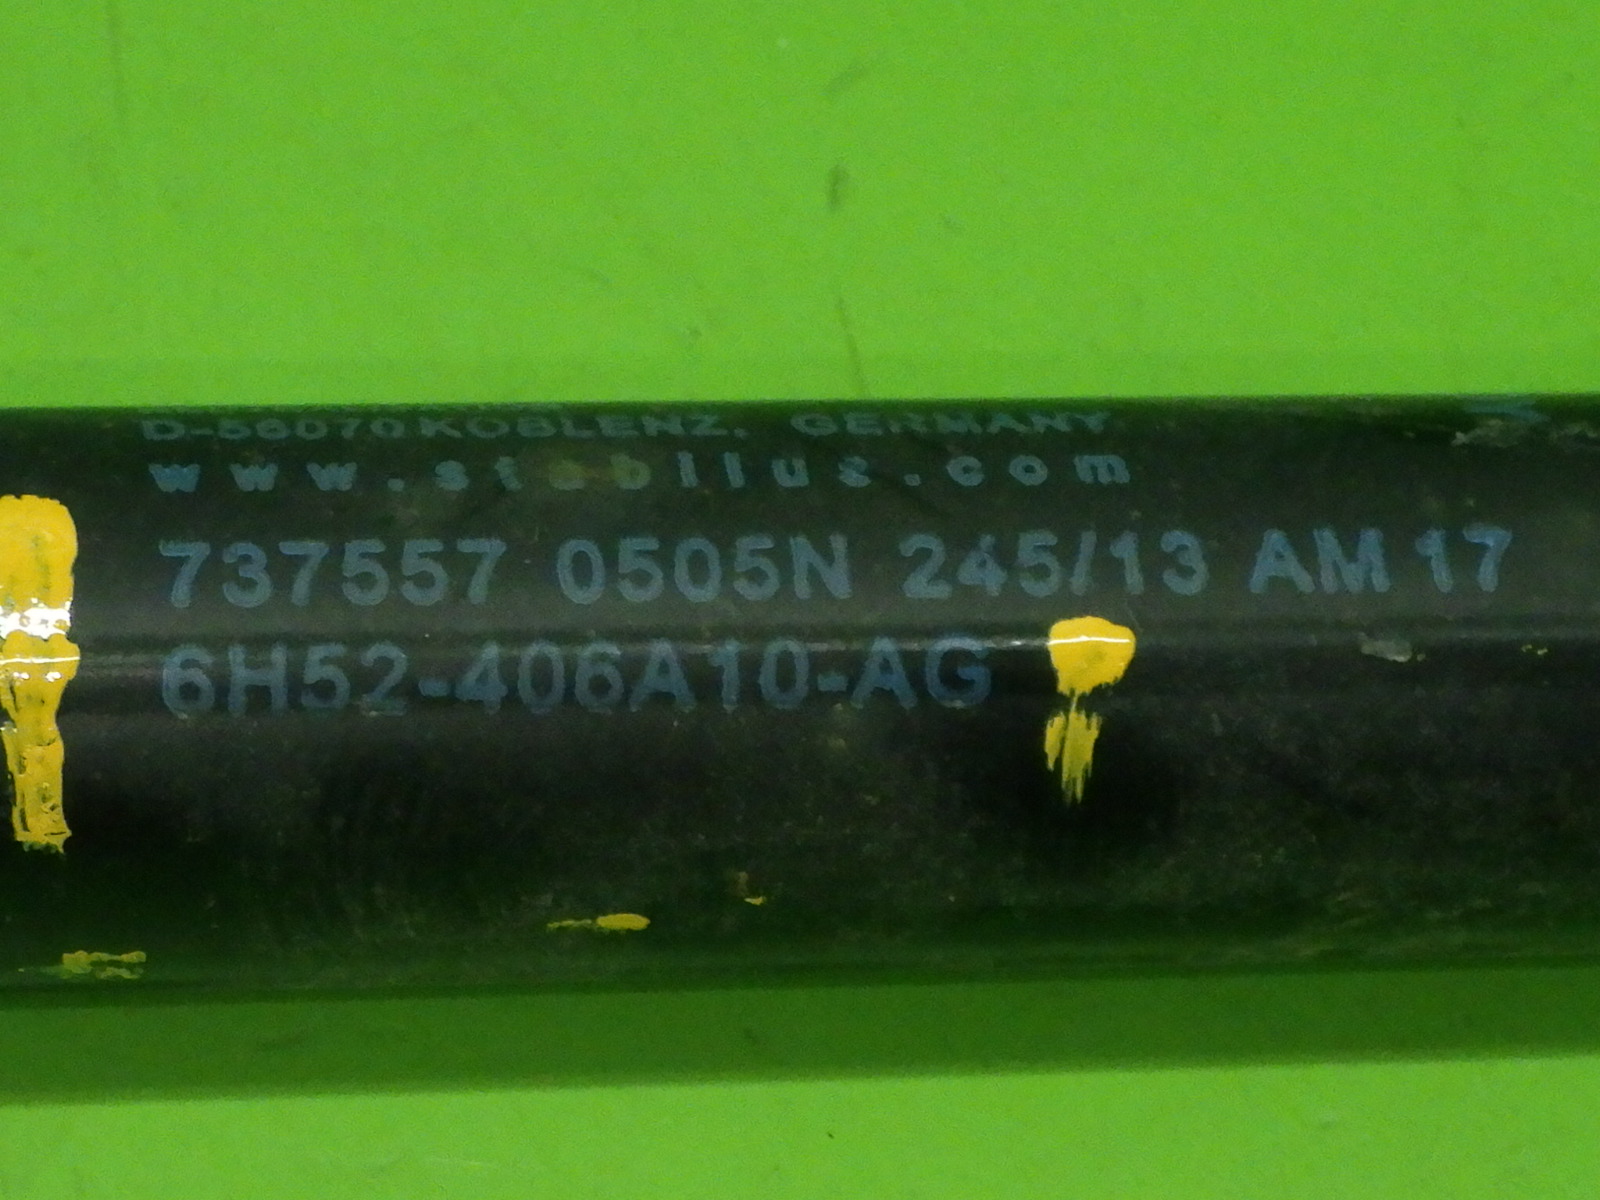 D-56070 KOBLENZ, GERMANY
www.stabilus.com
737557 0505N 245/13 AM 17
6H52-406A10-AG